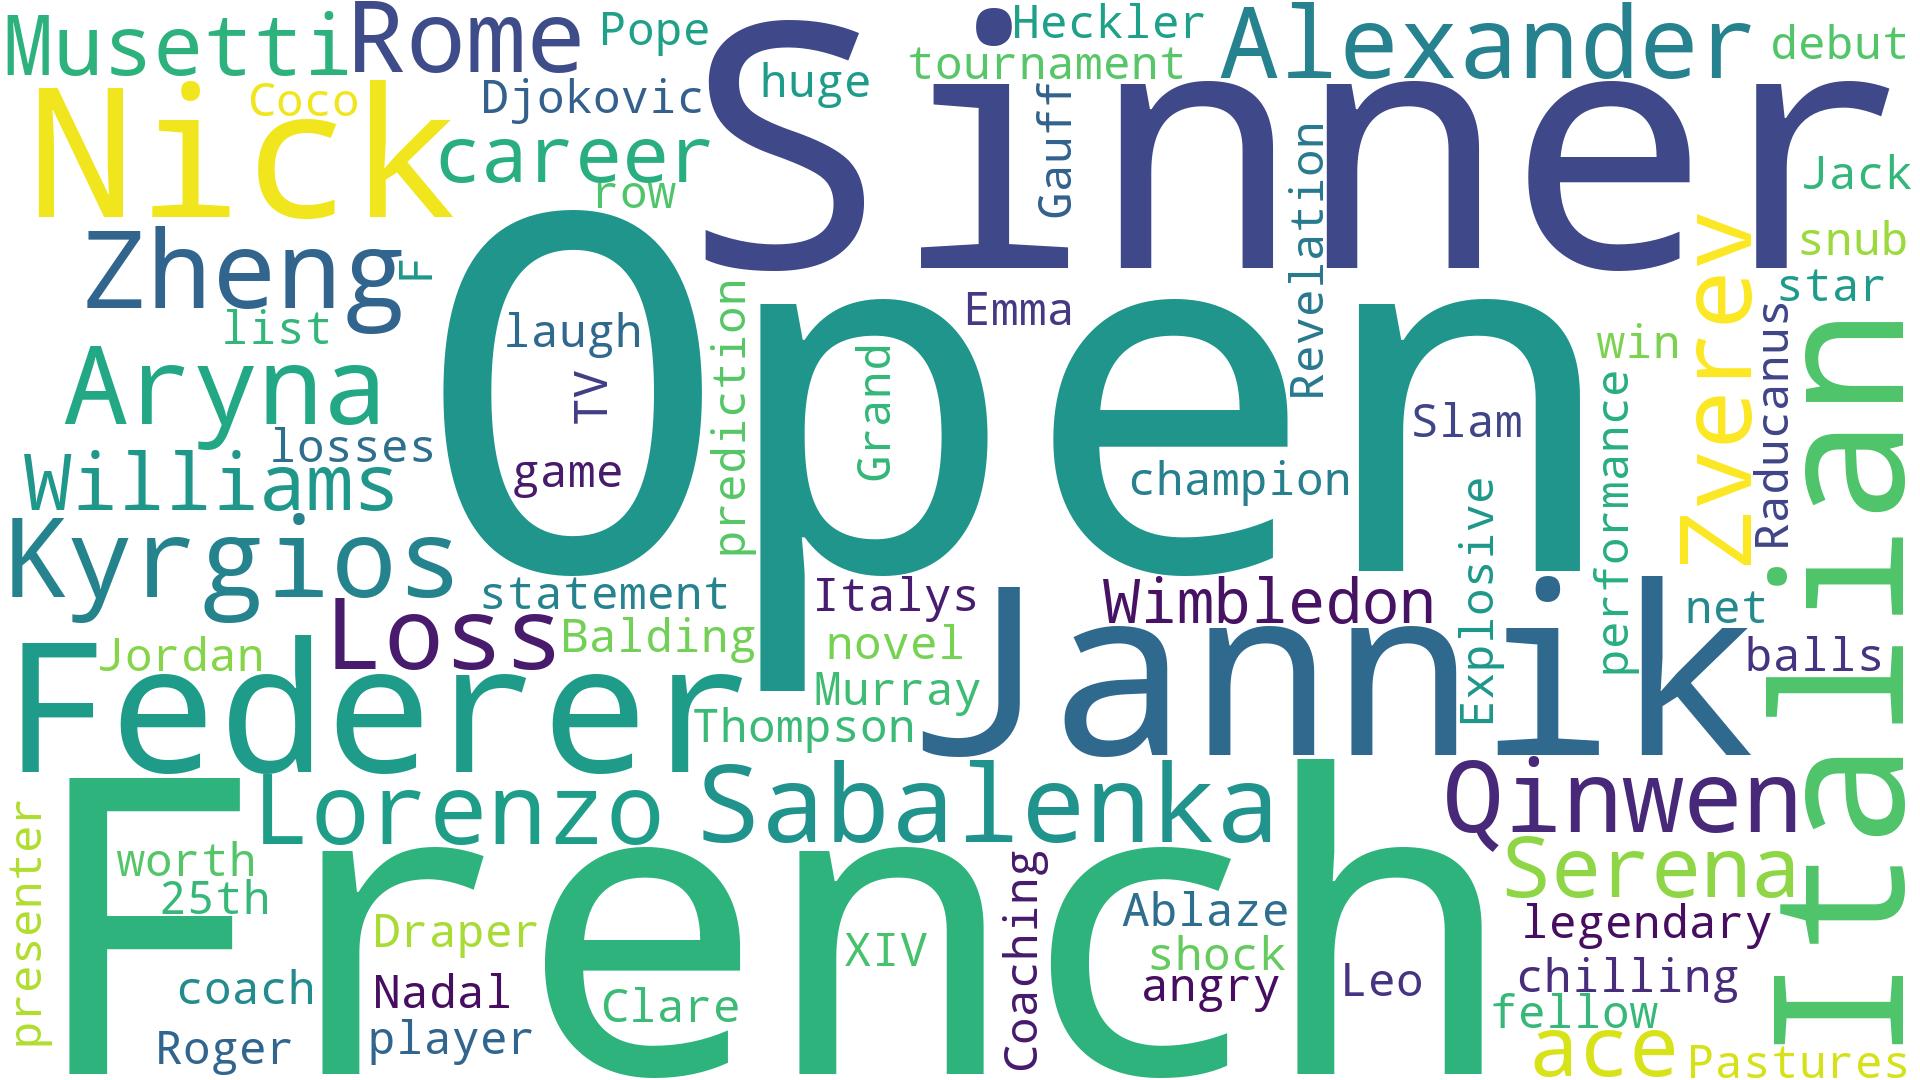 Musetti
Rome
Pope
Heckler
Alexander
debut
tournament
huge
Sinner
Nick
Coco
Djokovic
career
row
Gauff
Revelation
Jack
Zheng
F
Open
Zverev
snub
star
Emma
list
laugh
prediction
Grand
win
Raducanus
Italian
Aryna
TV
Slam
performance
losses
game
champion
Williams
Explosive
Kyrgios
statement
Italys
Wimbledon
net
Loss
Balding
novel
Jannik
balls
Jordan
Federer
Murray
Thompson
Lorenzo
Sabalenka
Qinwen
French
presenter
worth
25th
Serena
Coaching
Ablaze
legendary
Draper
XIV
shock
coach
Nadal
Clare
angry
Leo
chilling
fellow
Roger
player
ace
Pastures